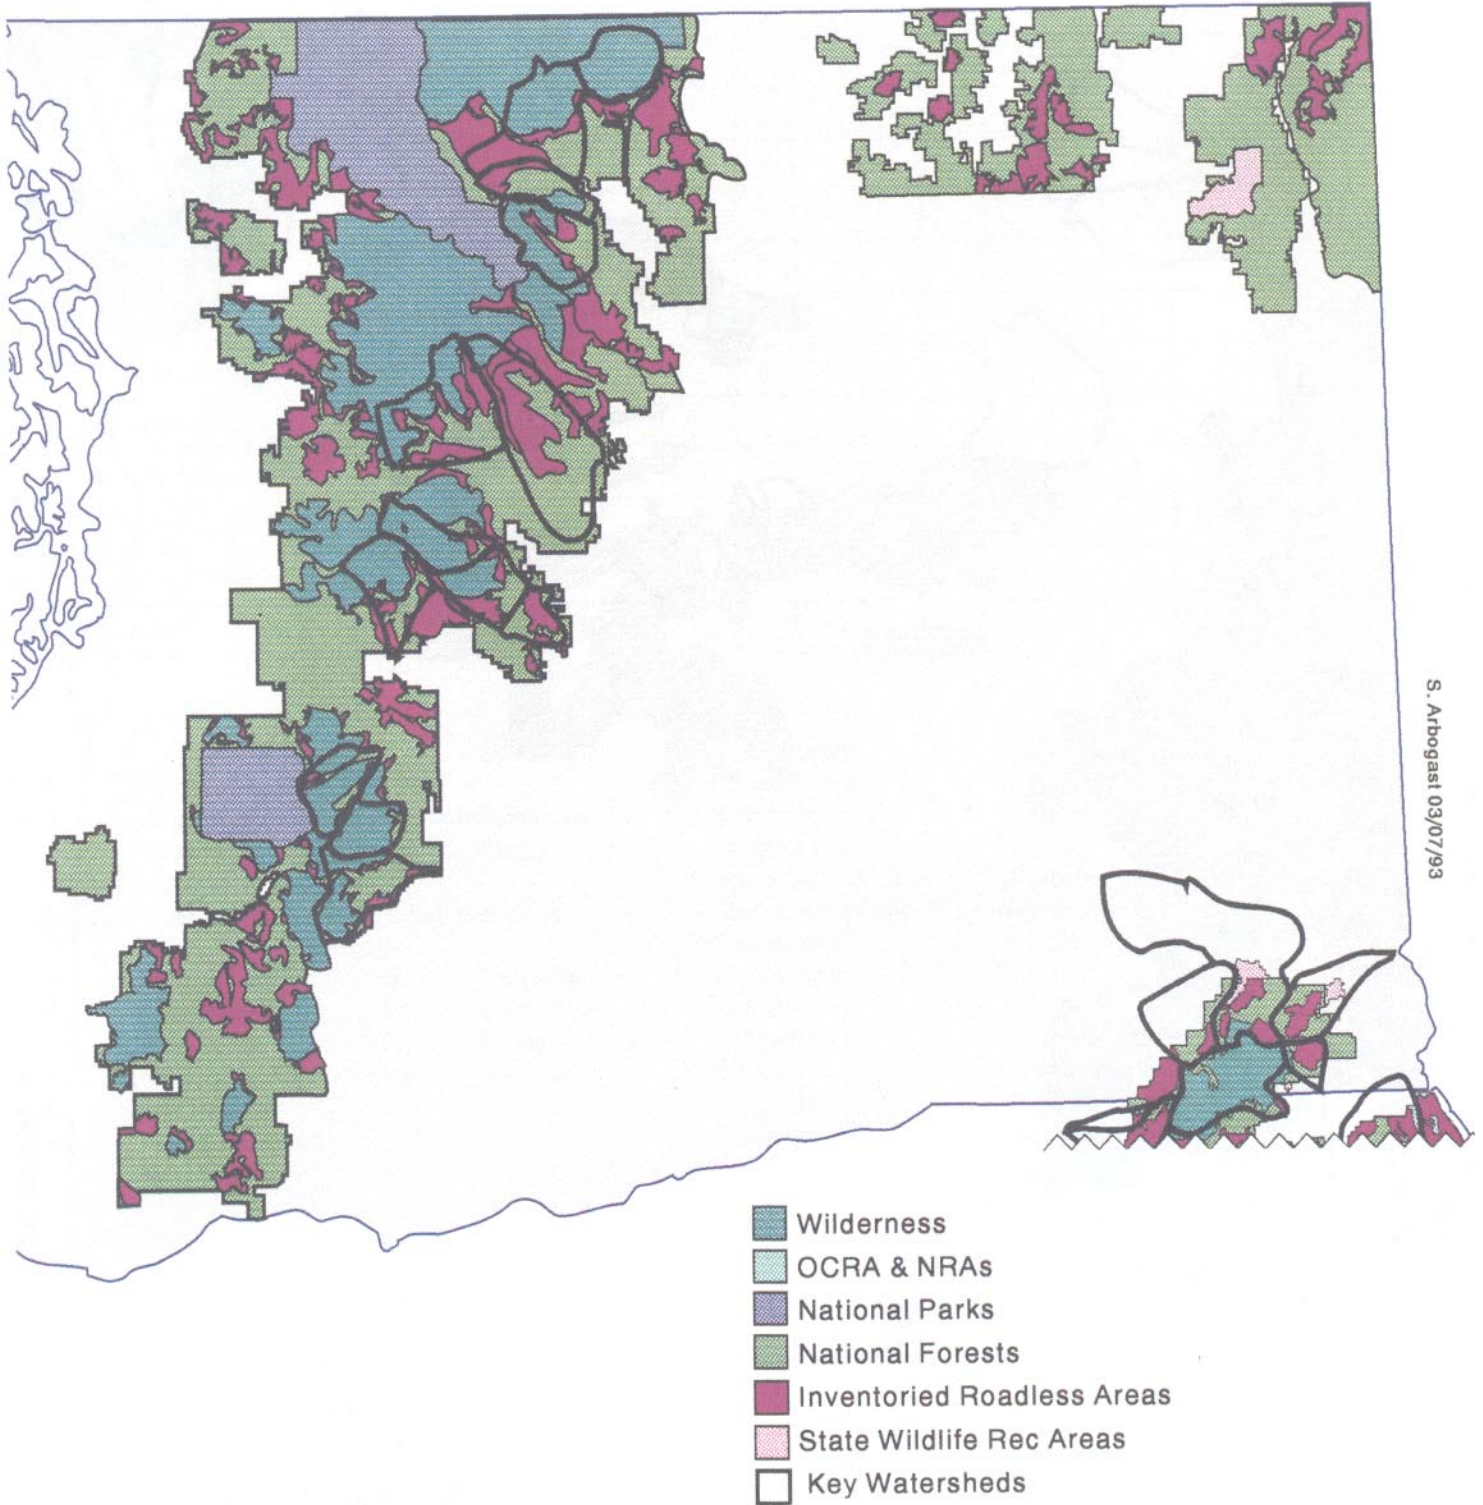 S. Arbogast 03/07/93
Wilderness
OCRA & NRAs
National Parks
National Forests
Inventoried Roadless Areas
State Wildlife Rec Areas
Key Watersheds